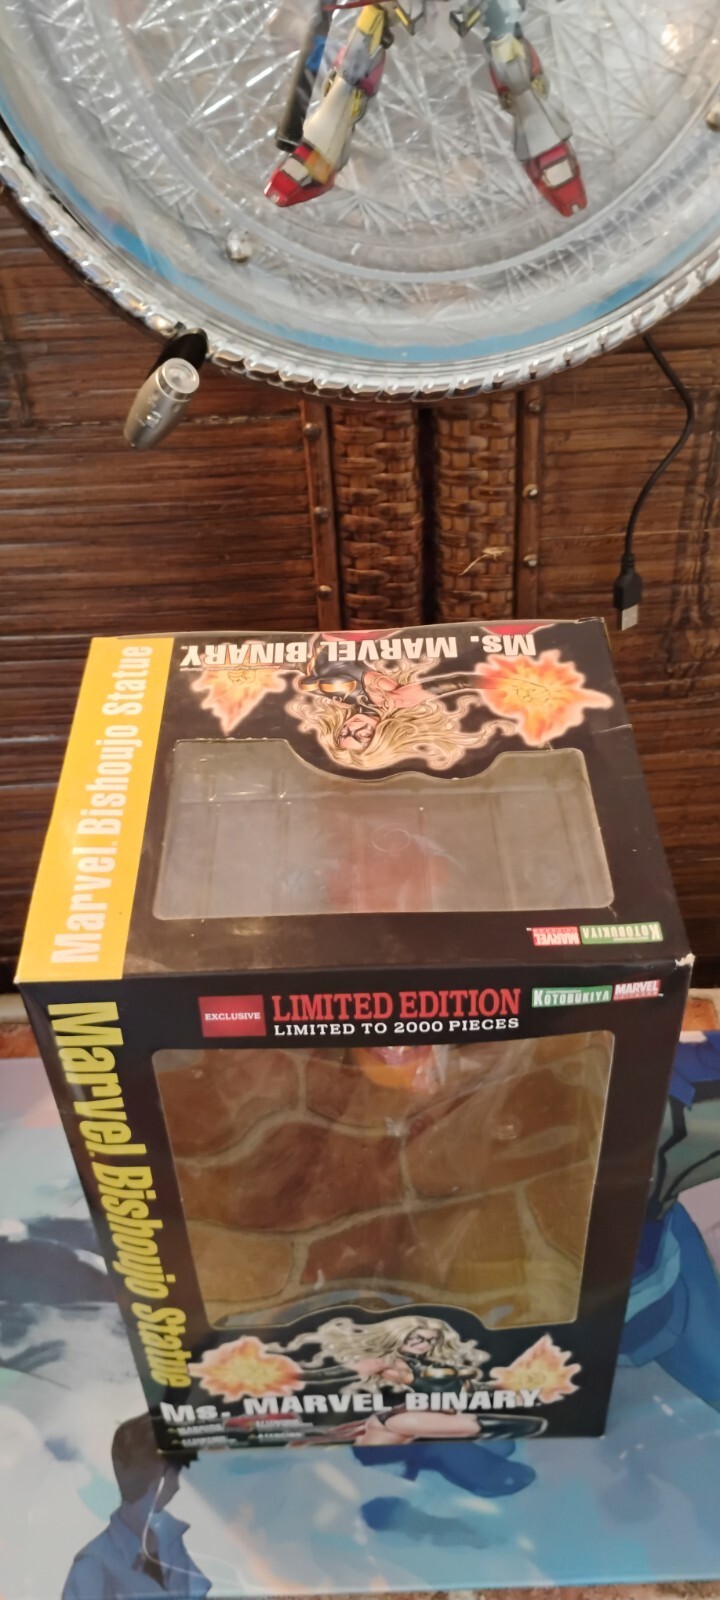 Ms. MARVEL BINARY
Marvel Bishoujo Statue
KOTOBUKIYA
MARVEL
EXCLUSIVE
LIMITED EDITION
LIMITED TO 2000 PIECES
KOTOBUKIYA
MARVEL
Marvel Bishoujo Statue
Ms. MARVEL BINARY